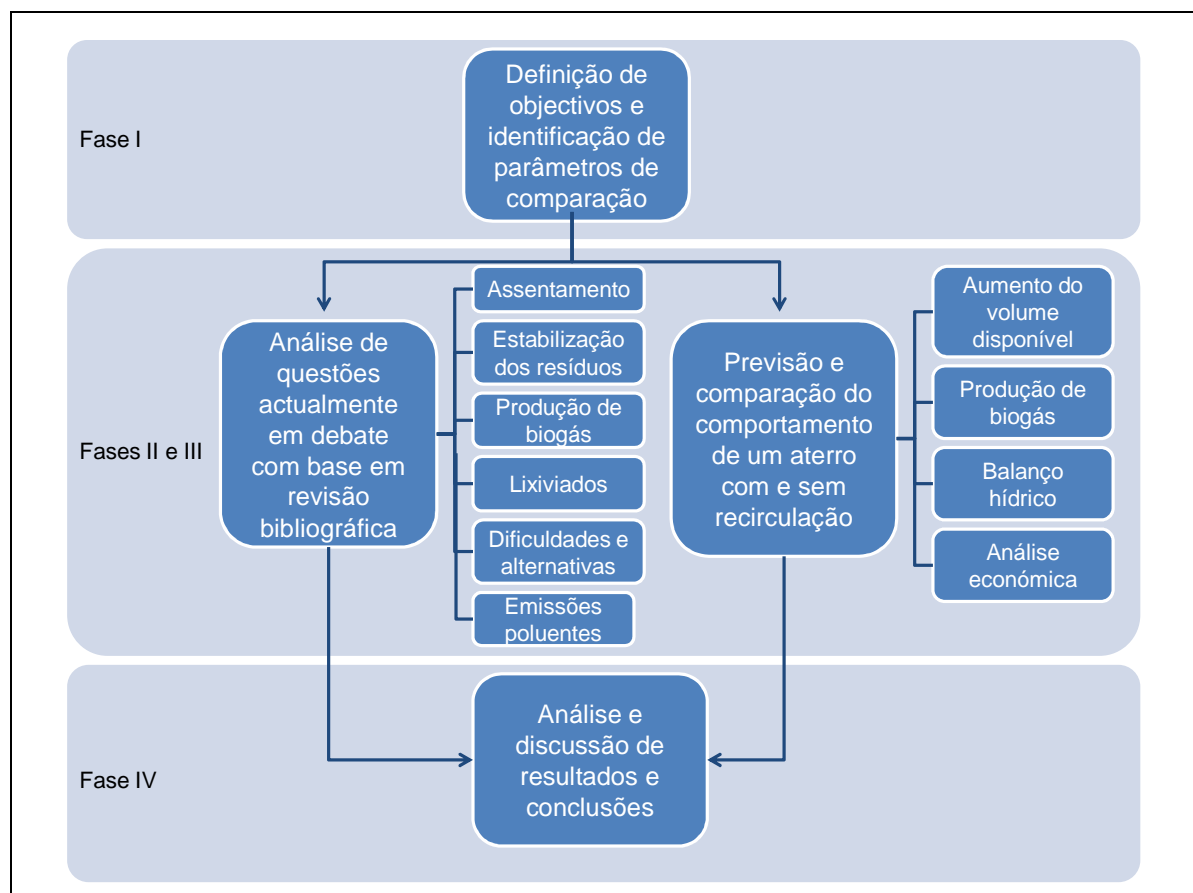 Fase I
Definição de
objectivos e
identificação de
parâmetros de
comparação
Fases II e III
Análise de
questões
actualmente
em debate
com base em
revisão
bibliográfica
Assentamento
Estabilização
dos resíduos
Produção de
biogás
Lixiviados
Dificuldades e
alternativas
Emissões
poluentes
Previsão e
comparação do
comportamento
de um aterro
com e sem
recirculação
Aumento do
volume
disponível
Produção de
biogás
Balanço
hídrico
Análise
económica
Fase IV
Análise e
discussão de
resultados e
conclusões